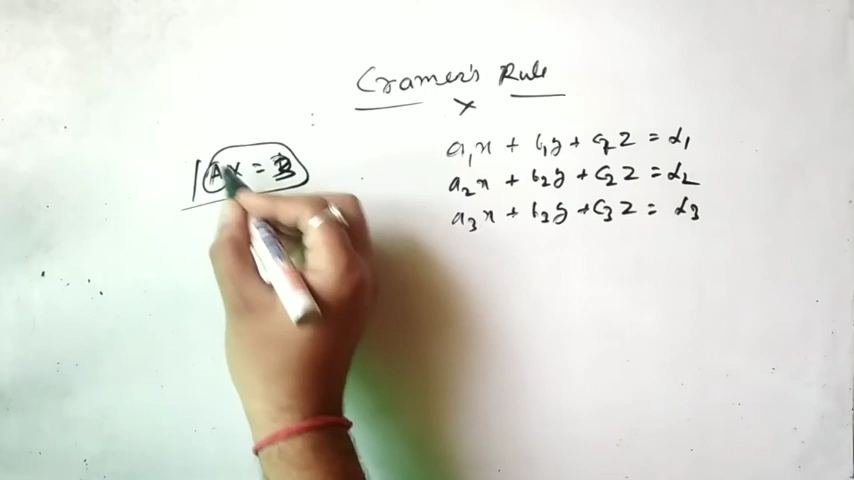 Cramer's Rule
x
AX = B
a₁x + b₁y + c₁z = d₁
a₂x + b₂y + c₂z = d₂
a₃x + b₃y + c₃z = d₃